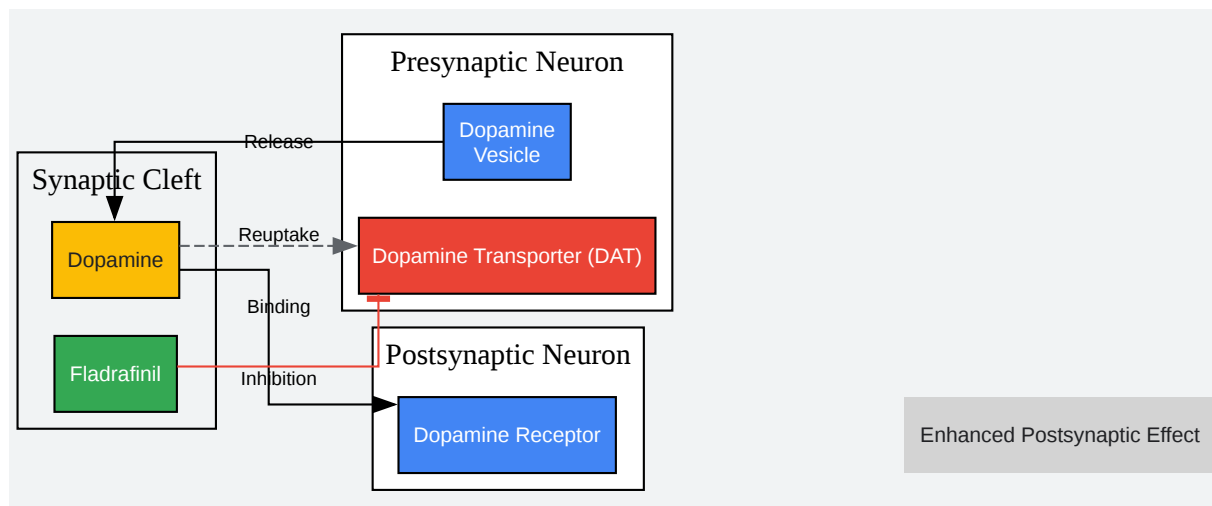 Presynaptic Neuron
Dopamine
Vesicle
Release
Synaptic Cleft
Dopamine
Reuptake
Dopamine Transporter (DAT)
Binding
Fladrafinil
Inhibition
Postsynaptic Neuron
Dopamine Receptor
Enhanced Postsynaptic Effect